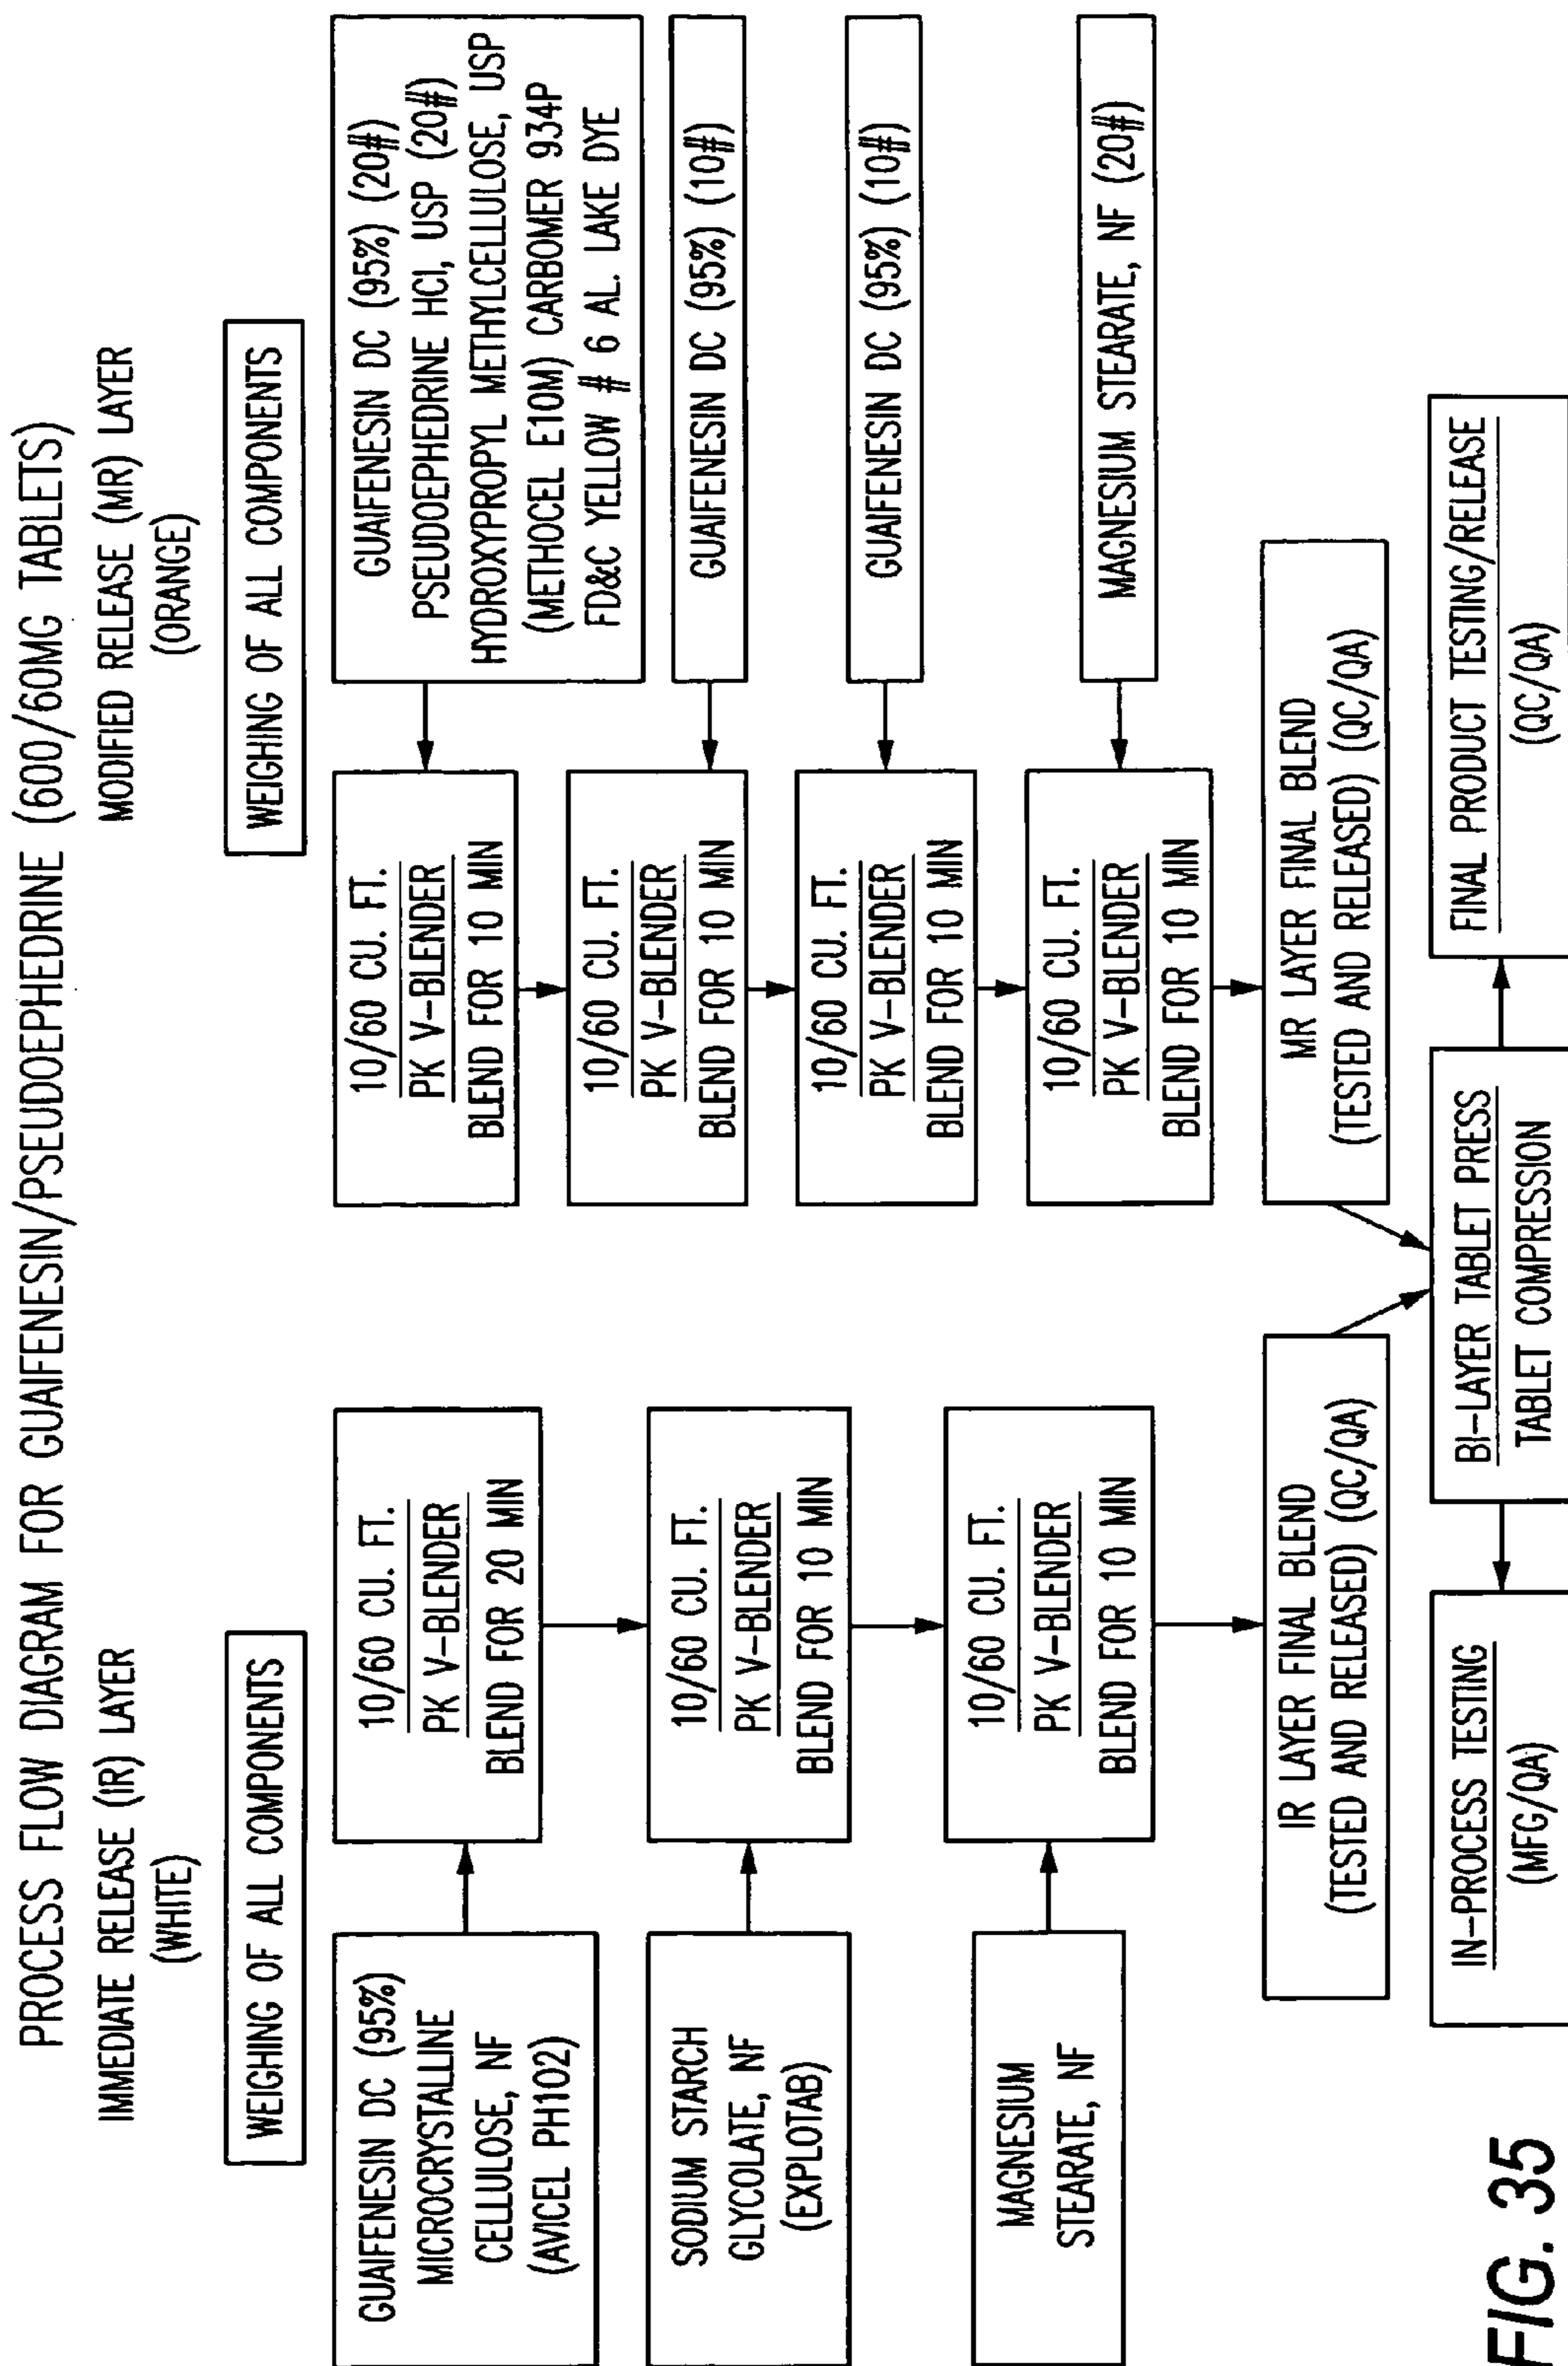 PROCESS FLOW DIAGRAM FOR GUAIFENESIN/PSEUDOEPHEDRINE (600/60MG TABLETS)
IMMEDIATE RELEASE (IR) LAYER
(WHITE)
WEIGHING OF ALL COMPONENTS
GUAIFENESIN DC (95%)
MICROCRYSTALLINE
CELLULOSE, NF
(AVICEL PH102)
10/60 CU. FT.
PK V-BLENDER
BLEND FOR 20 MIN
SODIUM STARCH
GLYCOLATE, NF
(EXPLOTAB)
10/60 CU. FT.
PK V-BLENDER
BLEND FOR 10 MIN
MAGNESIUM
STEARATE, NF
10/60 CU. FT.
PK V-BLENDER
BLEND FOR 10 MIN
IR LAYER FINAL BLEND
(TESTED AND RELEASED) (QC/QA)
MODIFIED RELEASE (MR) LAYER
(ORANGE)
WEIGHING OF ALL COMPONENTS
10/60 CU. FT.
PK V-BLENDER
BLEND FOR 10 MIN
GUAIFENESIN DC (95%) (20#)
PSEUDOEPHEDRINE HCl, USP (20#)
HYDROXYPROPYL METHYLCELLULOSE, USP
(METHOCEL E10M) CARBOMER 934P
FD&C YELLOW # 6 AL. LAKE DYE
10/60 CU. FT.
PK V-BLENDER
BLEND FOR 10 MIN
GUAIFENESIN DC (95%) (10#)
10/60 CU. FT.
PK V-BLENDER
BLEND FOR 10 MIN
GUAIFENESIN DC (95%) (10#)
10/60 CU. FT.
PK V-BLENDER
BLEND FOR 10 MIN
MAGNESIUM STEARATE, NF (20#)
MR LAYER FINAL BLEND
(TESTED AND RELEASED) (QC/QA)
IN-PROCESS TESTING
(MFG/QA)
BI-LAYER TABLET PRESS
TABLET COMPRESSION
FINAL PRODUCT TESTING/RELEASE
(QC/QA)
FIG. 35